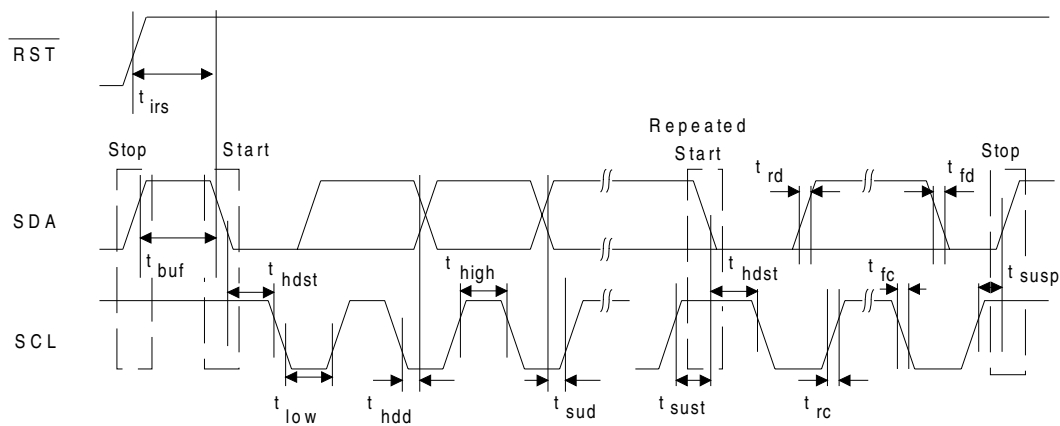 RST
t irs
Repeated
Stop Start Start Stop
t rd t fd
SDA
t buf t hdst t high t hdst t fc t susp
SCL
t low t hdd t sud t sust t rc